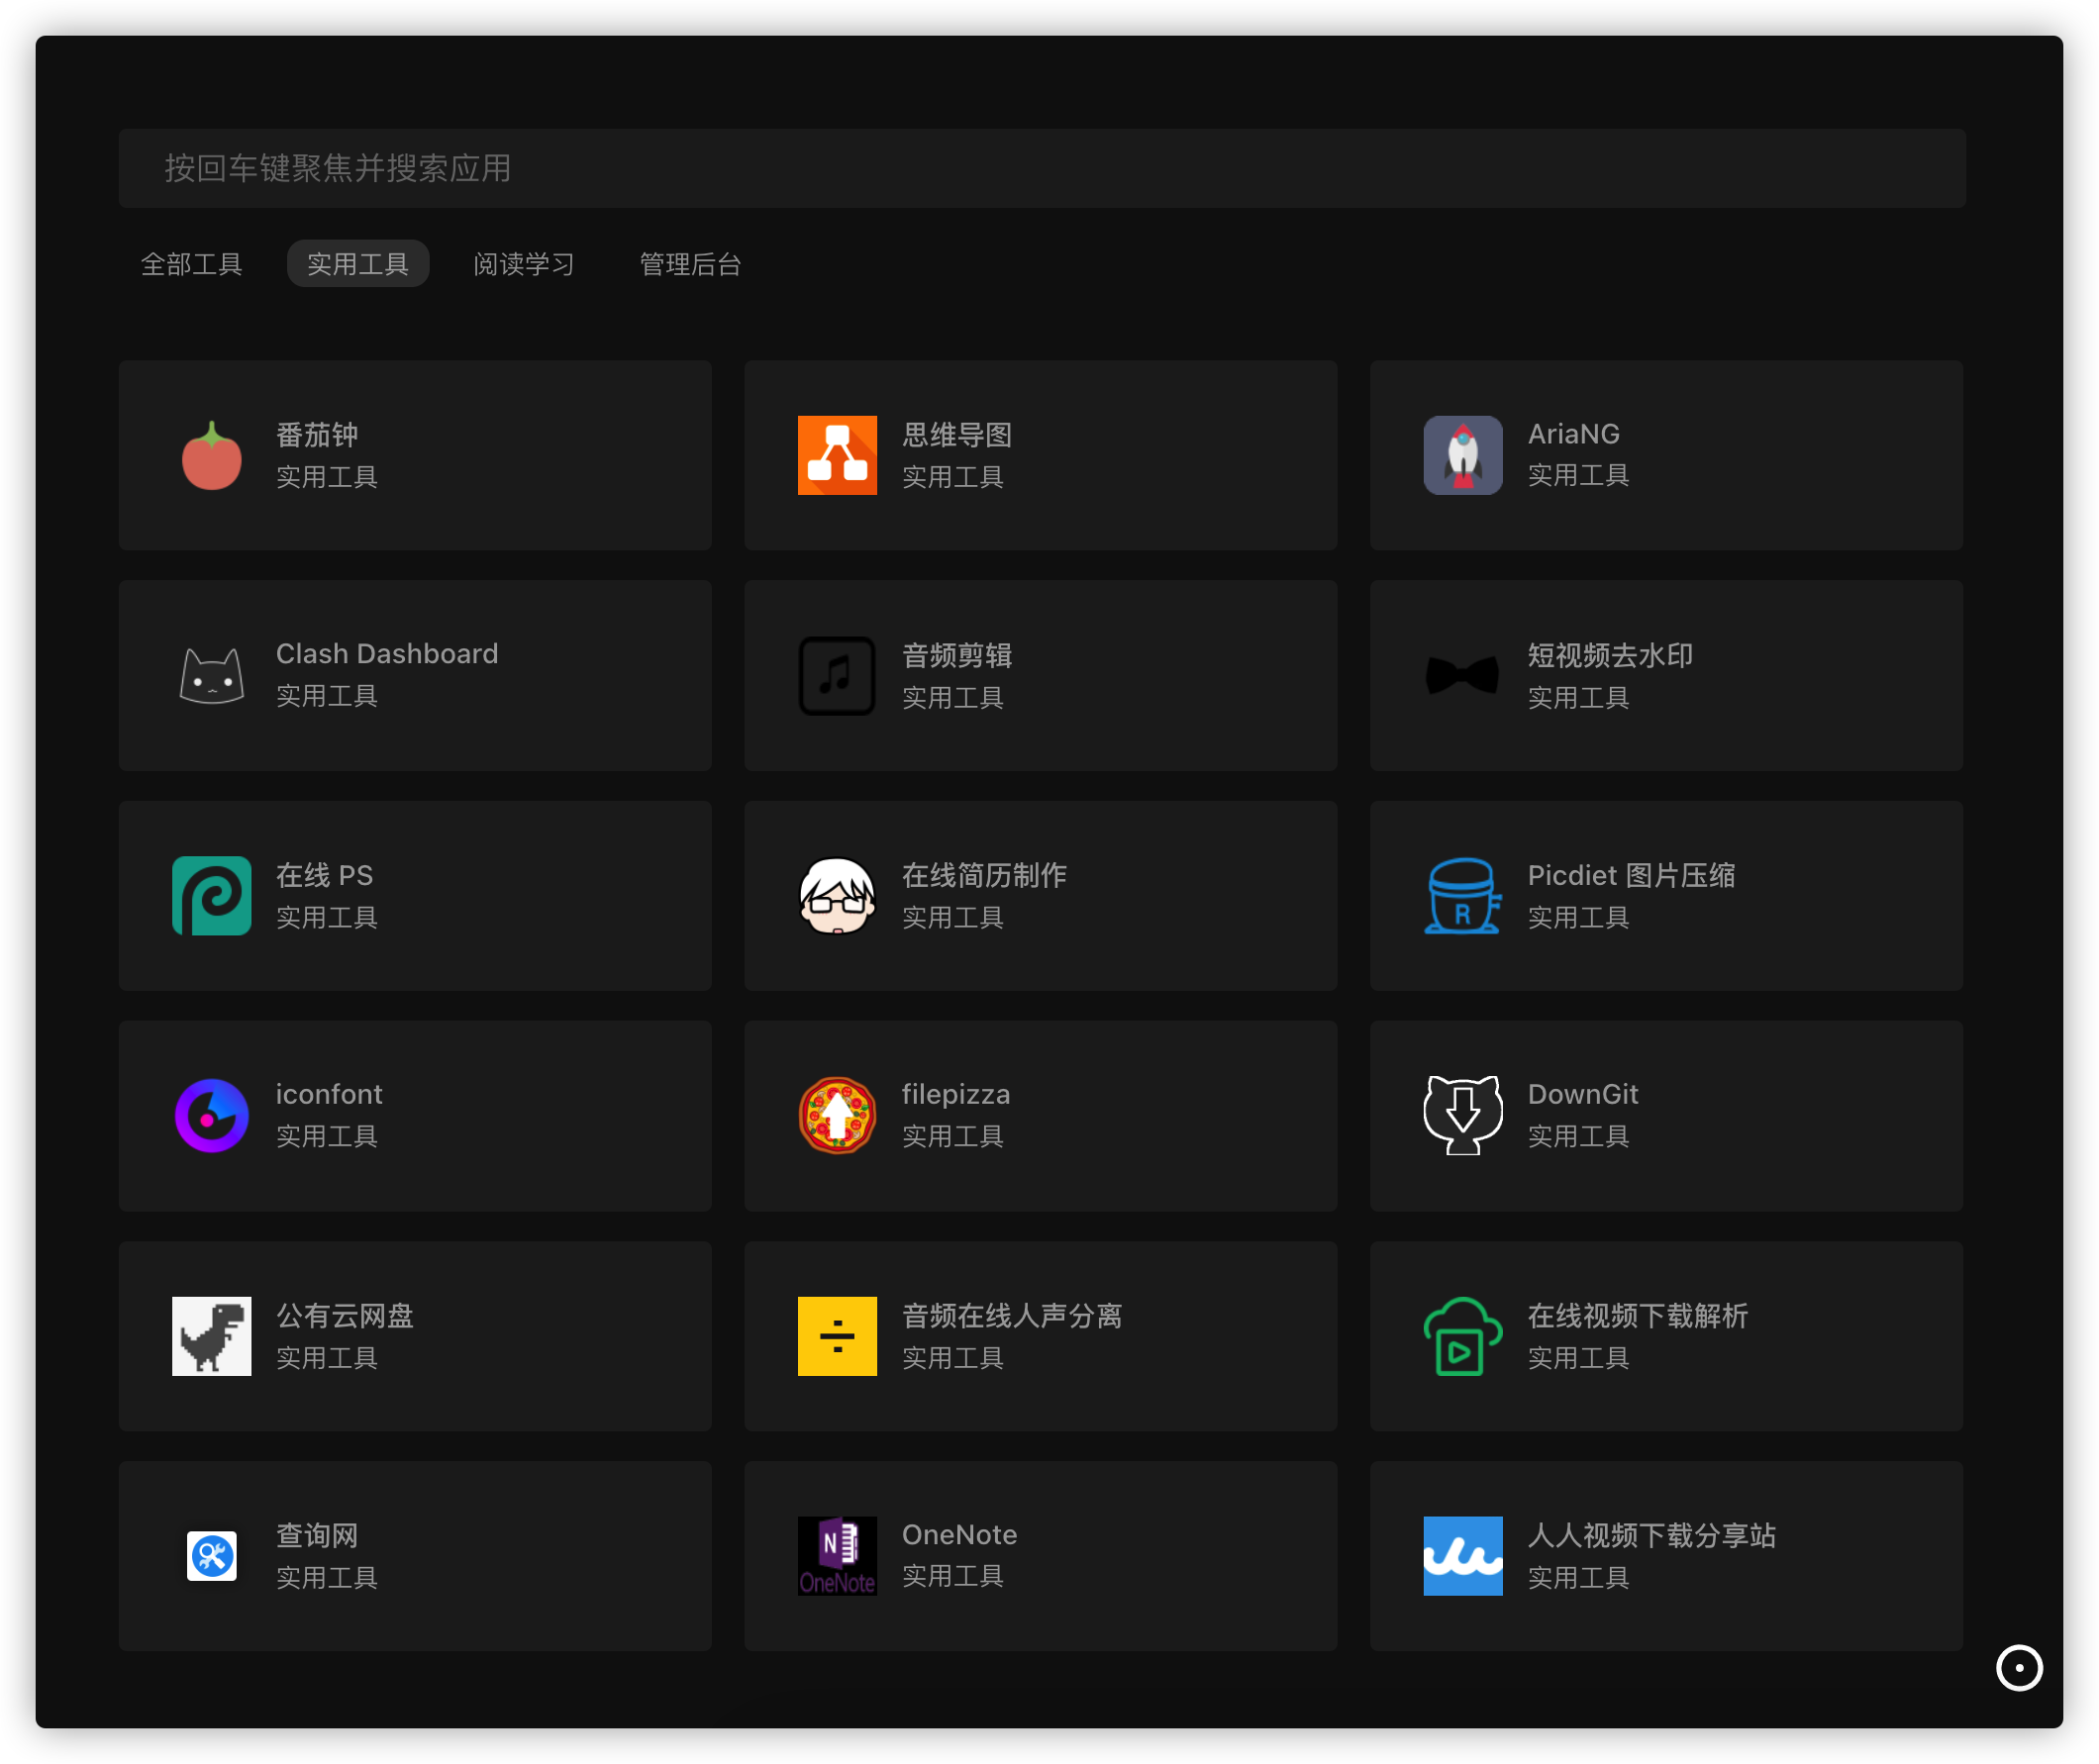 按回车键聚焦并搜索应用
全部工具 实用工具 阅读学习 管理后台
番茄钟
实用工具
思维导图
实用工具
AriaNG
实用工具
Clash Dashboard
实用工具
音频剪辑
实用工具
短视频去水印
实用工具
在线 PS
实用工具
在线简历制作
实用工具
R
Picdiet 图片压缩
实用工具
iconfont
实用工具
filepizza
实用工具
DownGit
实用工具
公有云网盘
实用工具
音频在线人声分离
实用工具
在线视频下载解析
实用工具
查询网
实用工具
N
OneNote
OneNote
实用工具
人人视频下载分享站
实用工具